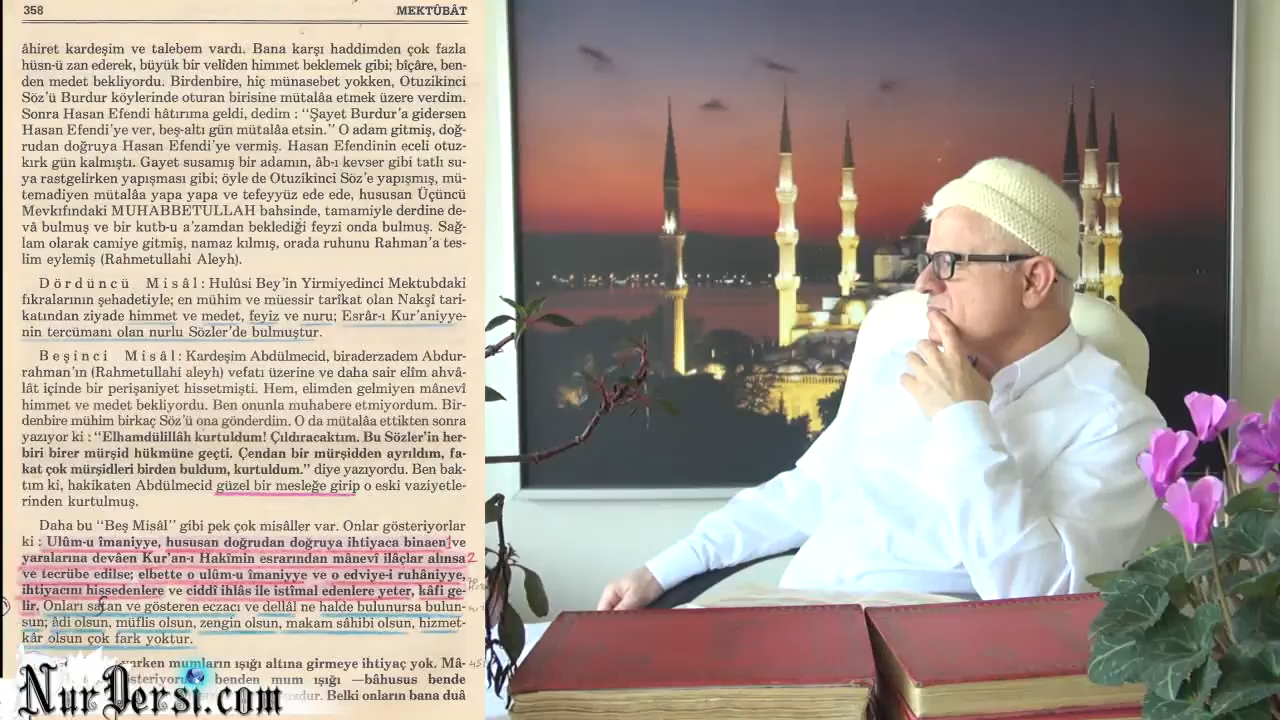 358
MEKTÛBÂT
âhiret kardeşim ve talebem vardı. Bana karşı haddimden çok fazla
hüsn-ü zan ederek, büyük bir velîden himmet beklemek gibi; bîçâre, ben-
den medet bekliyordu. Birdenbire, hiç münasebet yokken, Otuzikinci
Söz'ü Burdur köylerinde oturan birisine mütalâa etmek üzere verdim.
Sonra Hasan Efendi hâtırıma geldi, dedim : "Şayet Burdur'a gidersen
Hasan Efendi'ye ver, beş-altı gün mütalâa etsin." O adam gitmiş, doğ-
rudan doğruya Hasan Efendi'ye vermiş. Hasan Efendinin eceli otuz-
kırk gün kalmıştı. Gayet susamış bir adamın, âb-ı kevser gibi tatlı su-
ya rastgelirken yapışması gibi; öyle de Otuzikinci Söz'e yapışmış, mü-
temadiyen mütalâa yapa yapa ve tefeyyüz ede ede, hususan Üçüncü
Mevkıfındaki MUHABBETULLAH bahsinde, tamamiyle derdine de-
vâ bulmuş ve bir kutb-u a'zamdan beklediği feyzi onda bulmuş. Sağ-
lam olarak camiye gitmiş, namaz kılmış, orada ruhunu Rahman'a tes-
lim eylemiş (Rahmetullahi Aleyh).
Dördüncü Misâl : Hulûsi Bey'in Yirmiyedinci Mektubdaki
fıkralarının şehadetiyle; en mühim ve müessir tarîkat olan Nakşî tari-
katından ziyade himmet ve medet, feyiz ve nuru; Esrâr-ı Kur'aniyye-
nin tercümanı olan nurlu Sözler'de bulmuştur.
Beşinci Misâl : Kardeşim Abdülmecid, biraderzadem Abdur-
rahman'ın (Rahmetullahi aleyh) vefatı üzerine ve daha sair elîm ahvâ-
lât içinde bir perişaniyet hissetmişti. Hem, elimden gelmiyen mânevî
himmet ve medet bekliyordu. Ben onunla muhabere etmiyordum. Bir-
denbire mühim birkaç Söz'ü ona gönderdim. O da mütalâa ettikten sonra
yazıyor ki : "Elhamdülillâh kurtuldum! Çıldıracaktım. Bu Sözler'in her-
biri birer mürşid hükmüne geçti. Çendan bir mürşidden ayrıldım, fa-
kat çok mürşidleri birden buldum, kurtuldum." diye yazıyordu. Ben bak-
tım ki, hakikaten Abdülmecid güzel bir mesleğe girip o eski vaziyetle-
rinden kurtulmuş.
Daha bu "Beş Misâl" gibi pek çok misâller var. Onlar gösteriyorlar
ki : Ulûm-u îmaniyye, hususan doğrudan doğruya ihtiyaca binaen 1 ve
yaralarına devâen Kur'an-ı Hakîmin esrarından mânevî ilâçlar alınsa 2
ve tecrübe edilse; elbette o ulûm-u îmaniyye ve o edviye-i ruhâniyye,
ihtiyacını hissedenlere ve ciddî ihlâs ile istîmal edenlere yeter, kâfi ge-
lir. Onları satan ve gösteren eczacı ve dellâl ne halde bulunursa bulun-
sun; âdi olsun, müflis olsun, zengin olsun, makam sâhibi olsun, hizmet-
kâr olsun çok fark yoktur.
varken mumların ışığı altına girmeye ihtiyaç yok. Mâ-
benden mum ışığı —bâhusus bende
Belki onların bana duâ
NurDersi.com